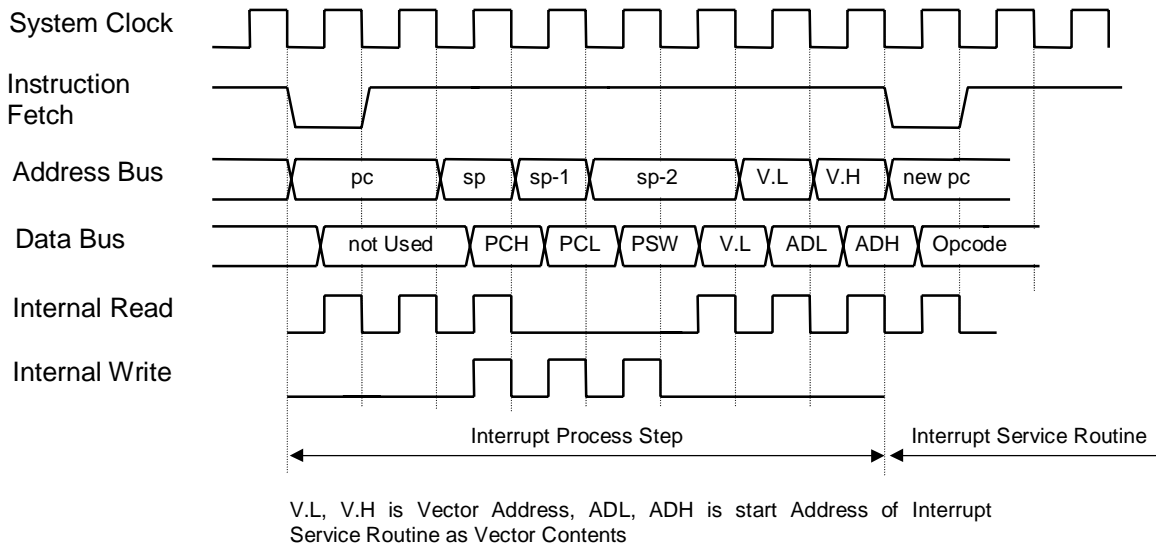 System Clock
Instruction
Fetch
Address Bus
pc
sp
sp-1
sp-2
V.L
V.H
new pc
Data Bus
not Used
PCH
PCL
PSW
V.L
ADL
ADH
Opcode
Internal Read
Internal Write
Interrupt Process Step
Interrupt Service Routine
V.L, V.H is Vector Address, ADL, ADH is start Address of Interrupt
Service Routine as Vector Contents